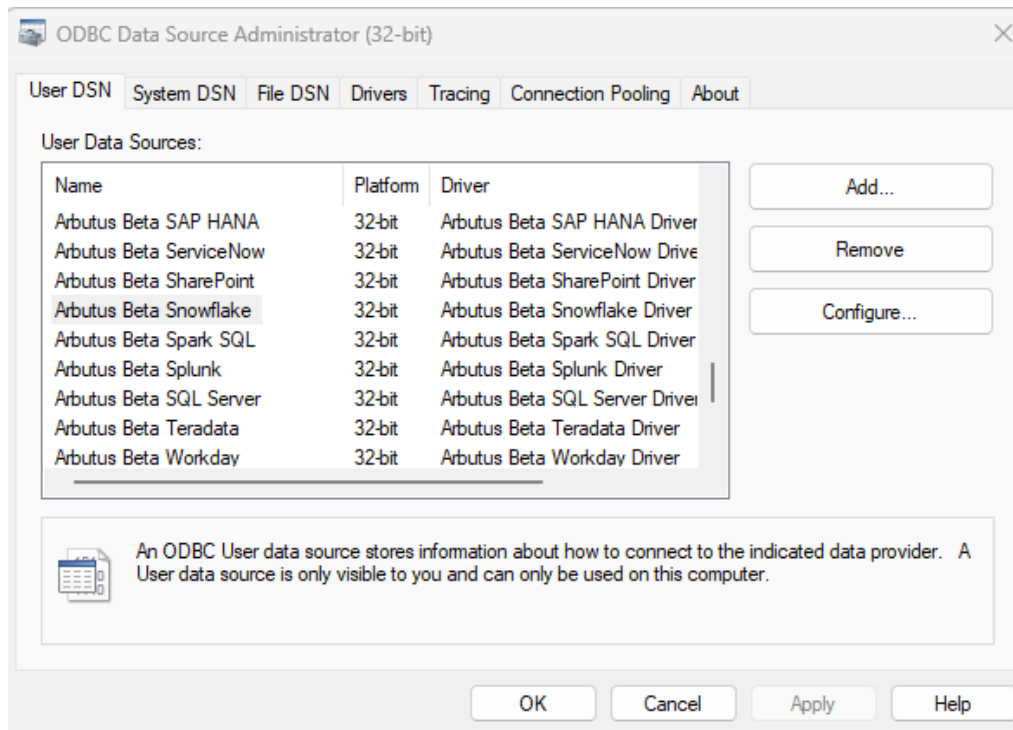 ODBC Data Source Administrator (32-bit)
User DSN System DSN File DSN Drivers Tracing Connection Pooling About
User Data Sources:
Name Platform Driver
Arbutus Beta SAP HANA 32-bit Arbutus Beta SAP HANA Driver
Arbutus Beta ServiceNow 32-bit Arbutus Beta ServiceNow Drive
Arbutus Beta SharePoint 32-bit Arbutus Beta SharePoint Driver
Arbutus Beta Snowflake 32-bit Arbutus Beta Snowflake Driver
Arbutus Beta Spark SQL 32-bit Arbutus Beta Spark SQL Driver
Arbutus Beta Splunk 32-bit Arbutus Beta Splunk Driver
Arbutus Beta SQL Server 32-bit Arbutus Beta SQL Server Driver
Arbutus Beta Teradata 32-bit Arbutus Beta Teradata Driver
Arbutus Beta Workday 32-bit Arbutus Beta Workday Driver
Add...
Remove
Configure...
An ODBC User data source stores information about how to connect to the indicated data provider. A
User data source is only visible to you and can only be used on this computer.
OK Cancel Apply Help